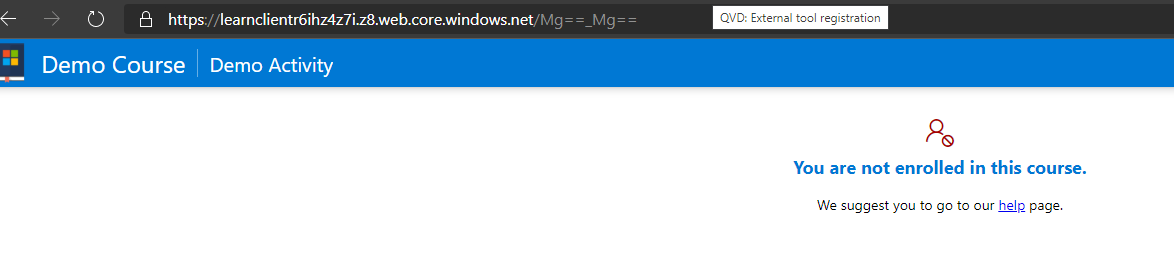 https://learnclientr6ihz4z7i.z8.web.core.windows.net/Mg==_Mg==
QVD: External tool registration
Demo Course
Demo Activity
You are not enrolled in this course.
We suggest you to go to our help page.